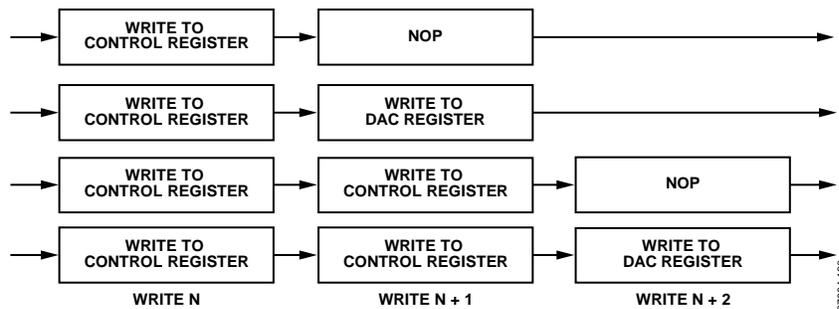 WRITE TO
CONTROL REGISTER
NOP
WRITE TO
CONTROL REGISTER
WRITE TO
DAC REGISTER
WRITE TO
CONTROL REGISTER
WRITE TO
CONTROL REGISTER
NOP
WRITE TO
CONTROL REGISTER
WRITE TO
CONTROL REGISTER
WRITE TO
DAC REGISTER
WRITE N
WRITE N + 1
WRITE N + 2